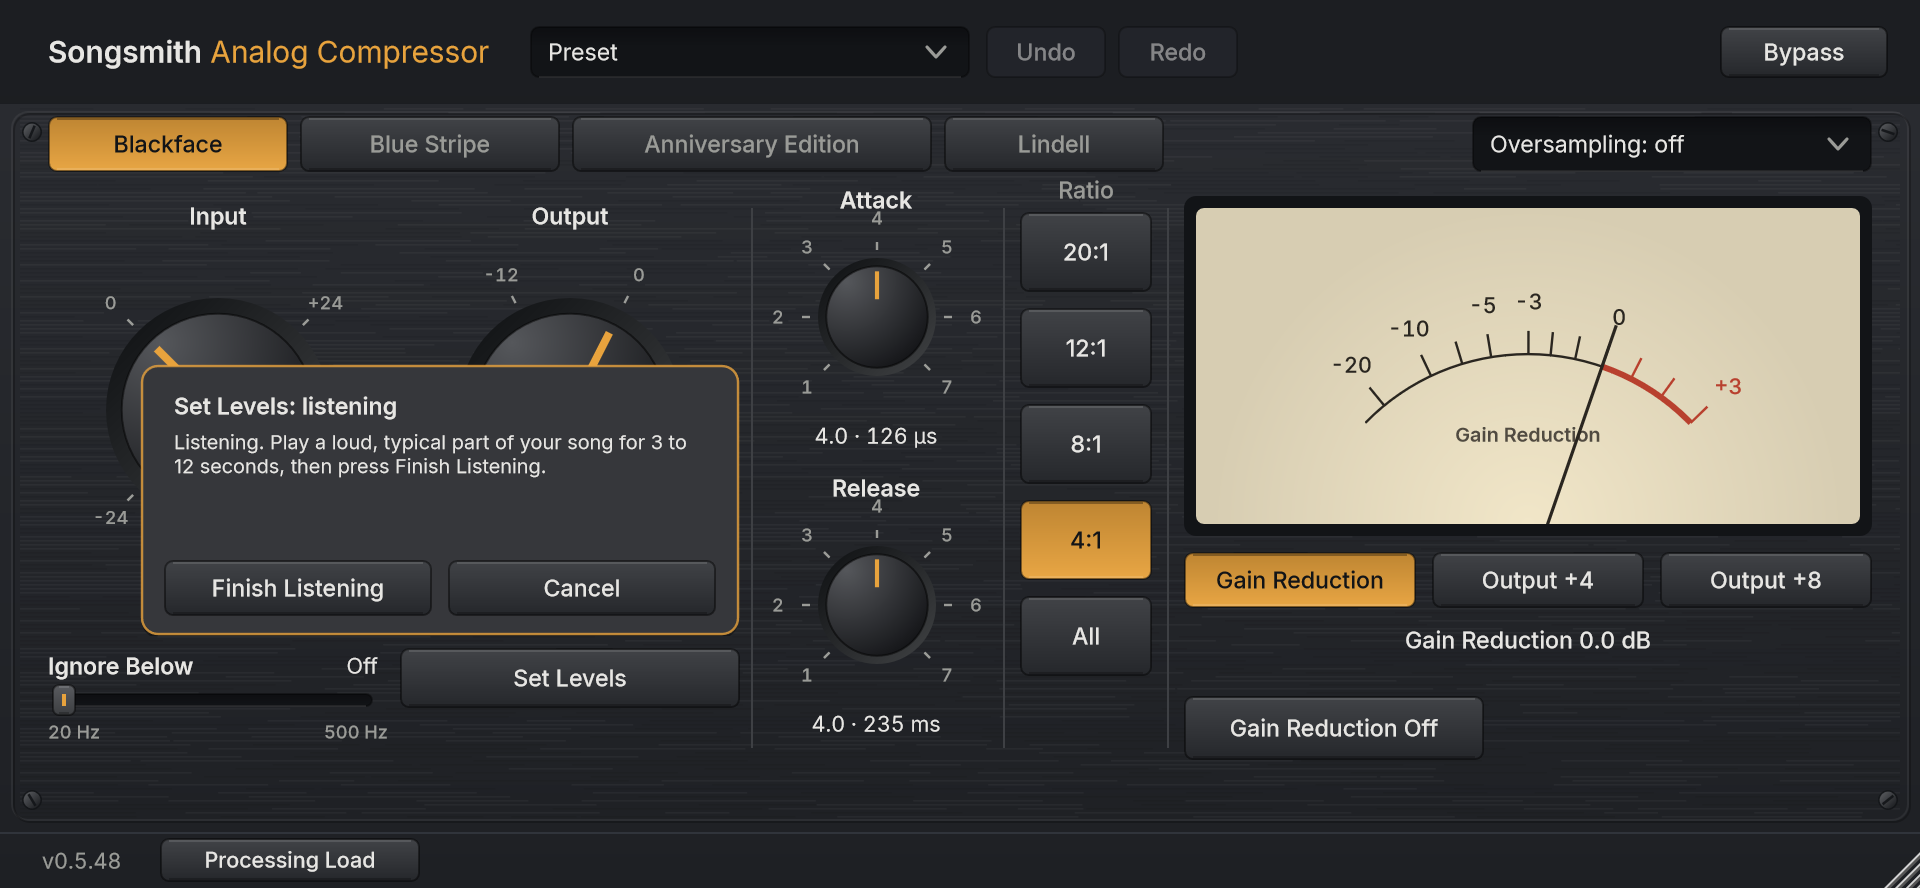 Songsmith Analog Compressor
Preset
Undo
Redo
Bypass
Blackface
Blue Stripe
Anniversary Edition
Lindell
Oversampling: off
Input
0
+24
-24
Output
-12
0
Set Levels: listening
Listening. Play a loud, typical part of your song for 3 to
12 seconds, then press Finish Listening.
Finish Listening
Cancel
Ignore Below
Off
20 Hz
500 Hz
Set Levels
Attack
4
3
5
2
6
1
7
4.0 · 126 µs
Release
4
3
5
2
6
1
7
4.0 · 235 ms
Ratio
20:1
12:1
8:1
4:1
All
-20
-10
-5
-3
0
+3
Gain Reduction
Gain Reduction
Output +4
Output +8
Gain Reduction 0.0 dB
Gain Reduction Off
v0.5.48
Processing Load